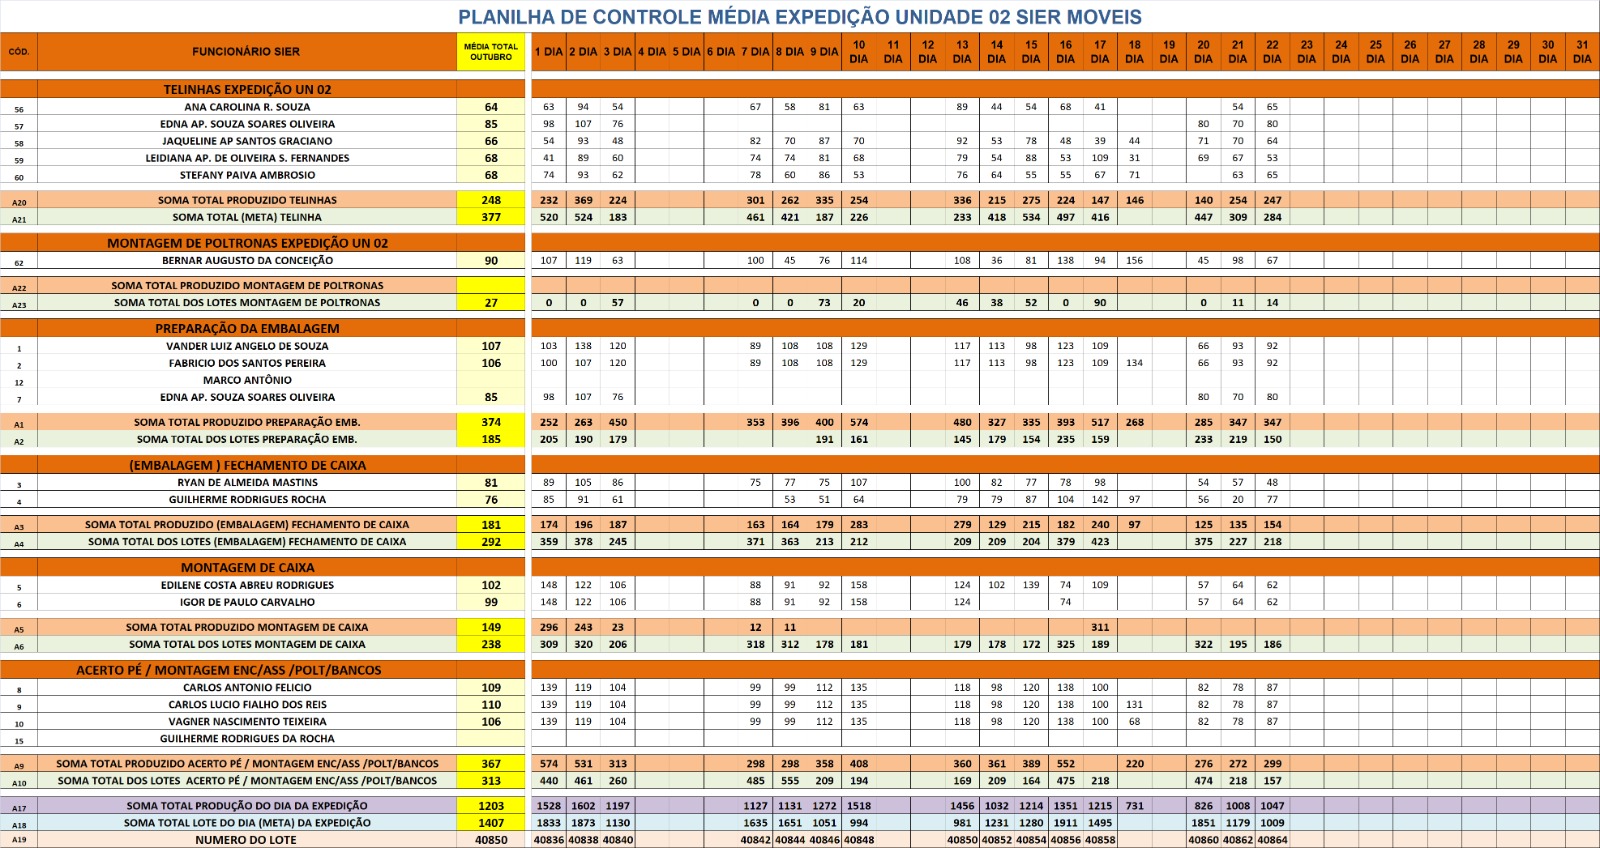 PLANILHA DE CONTROLE MÉDIA EXPEDIÇÃO UNIDADE 02 SIER MOVEIS
CÓD. FUNCIONÁRIO SIER MÉDIA TOTAL OUTUBRO 1 DIA 2 DIA 3 DIA 4 DIA 5 DIA 6 DIA 7 DIA 8 DIA 9 DIA 10 DIA 11 DIA 12 DIA 13 DIA 14 DIA 15 DIA 16 DIA 17 DIA 18 DIA 19 DIA 20 DIA 21 DIA 22 DIA 23 DIA 24 DIA 25 DIA 26 DIA 27 DIA 28 DIA 29 DIA 30 DIA 31 DIA
TELINHAS EXPEDIÇÃO UN 02
56 ANA CAROLINA R. SOUZA 64 63 94 54 67 58 81 63 89 44 54 68 41 54 65
57 EDNA AP. SOUZA SOARES OLIVEIRA 85 98 107 76 80 70 80
58 JAQUELINE AP SANTOS GRACIANO 66 54 93 48 82 70 87 70 92 53 78 48 39 44 71 70 64
59 LEIDIANA AP. DE OLIVEIRA S. FERNANDES 68 41 89 60 74 74 81 68 79 54 88 53 109 31 69 67 53
60 STEFANY PAIVA AMBROSIO 68 74 93 62 78 60 86 53 76 64 55 55 67 71 63 65
A20 SOMA TOTAL PRODUZIDO TELINHAS 248 232 369 224 301 262 335 254 336 215 275 224 147 146 140 254 247
A21 SOMA TOTAL (META) TELINHA 377 520 524 183 461 421 187 226 233 418 534 497 416 447 309 284
MONTAGEM DE POLTRONAS EXPEDIÇÃO UN 02
62 BERNAR AUGUSTO DA CONCEIÇÃO 90 107 119 63 100 45 76 114 108 36 81 138 94 156 45 98 67
A22 SOMA TOTAL PRODUZIDO MONTAGEM DE POLTRONAS
A23 SOMA TOTAL DOS LOTES MONTAGEM DE POLTRONAS 27 0 0 57 0 0 73 20 46 38 52 0 90 0 11 14
PREPARAÇÃO DA EMBALAGEM
1 VANDER LUIZ ANGELO DE SOUZA 107 103 138 120 89 108 108 129 117 113 98 123 109 66 93 92
2 FABRICIO DOS SANTOS PEREIRA 106 100 107 120 89 108 108 129 117 113 98 123 109 134 66 93 92
12 MARCO ANTÔNIO
7 EDNA AP. SOUZA SOARES OLIVEIRA 85 98 107 76 80 70 80
A1 SOMA TOTAL PRODUZIDO PREPARAÇÃO EMB. 374 252 263 450 353 396 400 574 480 327 335 393 517 268 285 347 347
A2 SOMA TOTAL DOS LOTES PREPARAÇÃO EMB. 185 205 190 179 191 161 145 179 154 235 159 233 219 150
(EMBALAGEM ) FECHAMENTO DE CAIXA
3 RYAN DE ALMEIDA MASTINS 81 89 105 86 75 77 75 107 100 82 77 78 98 54 57 48
4 GUILHERME RODRIGUES ROCHA 76 85 91 61 53 51 64 79 79 87 104 142 97 56 20 77
A3 SOMA TOTAL PRODUZIDO (EMBALAGEM) FECHAMENTO DE CAIXA 181 174 196 187 163 164 179 283 279 129 215 182 240 97 125 135 154
A4 SOMA TOTAL DOS LOTES (EMBALAGEM) FECHAMENTO DE CAIXA 292 359 378 245 371 363 213 212 209 209 204 379 423 375 227 218
MONTAGEM DE CAIXA
5 EDILENE COSTA ABREU RODRIGUES 102 148 122 106 88 91 92 158 124 102 139 74 109 57 64 62
6 IGOR DE PAULO CARVALHO 99 148 122 106 88 91 92 158 124 74 57 64 62
A5 SOMA TOTAL PRODUZIDO MONTAGEM DE CAIXA 149 296 243 23 12 11 311
A6 SOMA TOTAL DOS LOTES MONTAGEM DE CAIXA 238 309 320 206 318 312 178 181 179 178 172 325 189 322 195 186
ACERTO PÉ / MONTAGEM ENC/ASS /POLT/BANCOS
8 CARLOS ANTONIO FELICIO 109 139 119 104 99 99 112 135 118 98 120 138 100 82 78 87
9 CARLOS LUCIO FIALHO DOS REIS 110 139 119 104 99 99 112 135 118 98 120 138 100 131 82 78 87
10 VAGNER NASCIMENTO TEIXEIRA 106 139 119 104 99 99 112 135 118 98 120 138 100 68 82 78 87
15 GUILHERME RODRIGUES DA ROCHA
A9 SOMA TOTAL PRODUZIDO ACERTO PÉ / MONTAGEM ENC/ASS /POLT/BANCOS 367 574 531 313 298 298 358 408 360 361 389 552 220 276 272 299
A10 SOMA TOTAL DOS LOTES ACERTO PÉ / MONTAGEM ENC/ASS /POLT/BANCOS 313 440 461 260 485 555 209 194 169 209 164 475 218 474 218 157
A17 SOMA TOTAL PRODUÇÃO DO DIA DA EXPEDIÇÃO 1203 1528 1602 1197 1127 1131 1272 1518 1456 1032 1214 1351 1215 731 826 1008 1047
A18 SOMA TOTAL LOTE DO DIA (META) DA EXPEDIÇÃO 1407 1833 1873 1130 1635 1651 1051 994 981 1231 1280 1911 1495 1851 1179 1009
A19 NUMERO DO LOTE 40850 40836 40838 40840 40842 40844 40846 40848 40850 40852 40854 40856 40858 40860 40862 40864